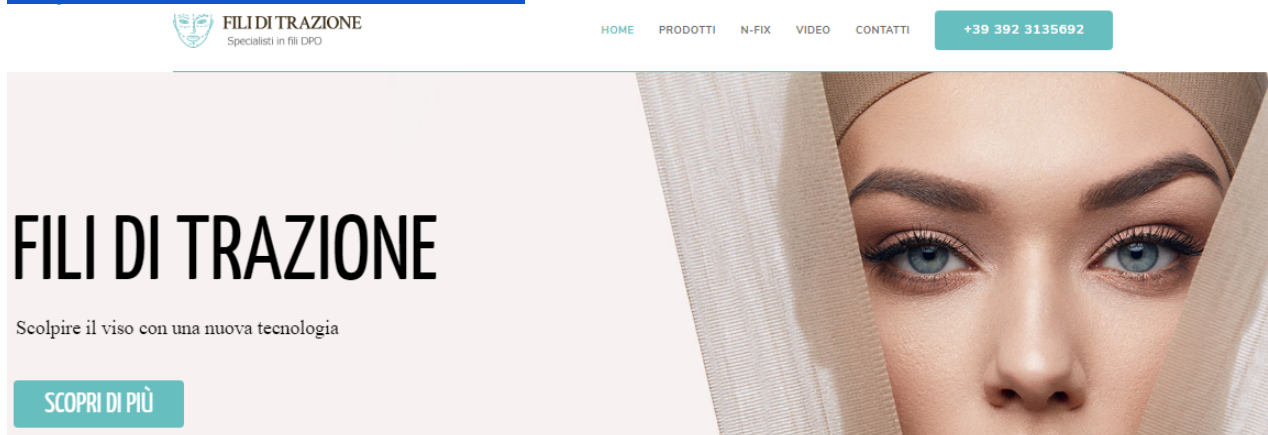 FILI DI TRAZIONE
Specialisti in fili DPO
HOME PRODOTTI N-FIX VIDEO CONTATTI +39 392 3135692
FILI DI TRAZIONE
Scolpire il viso con una nuova tecnologia
SCOPRI DI PIÙ